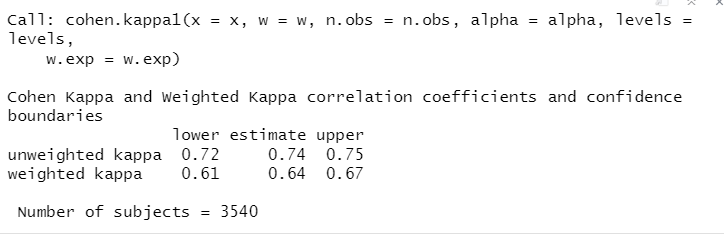 Call: cohen.kappa1(x = x, w = w, n.obs = n.obs, alpha = alpha, levels =
levels,
    w.exp = w.exp)
Cohen Kappa and Weighted Kappa correlation coefficients and confidence
boundaries
                 lower estimate upper
unweighted kappa  0.72     0.74  0.75
weighted kappa    0.61     0.64  0.67
 Number of subjects = 3540